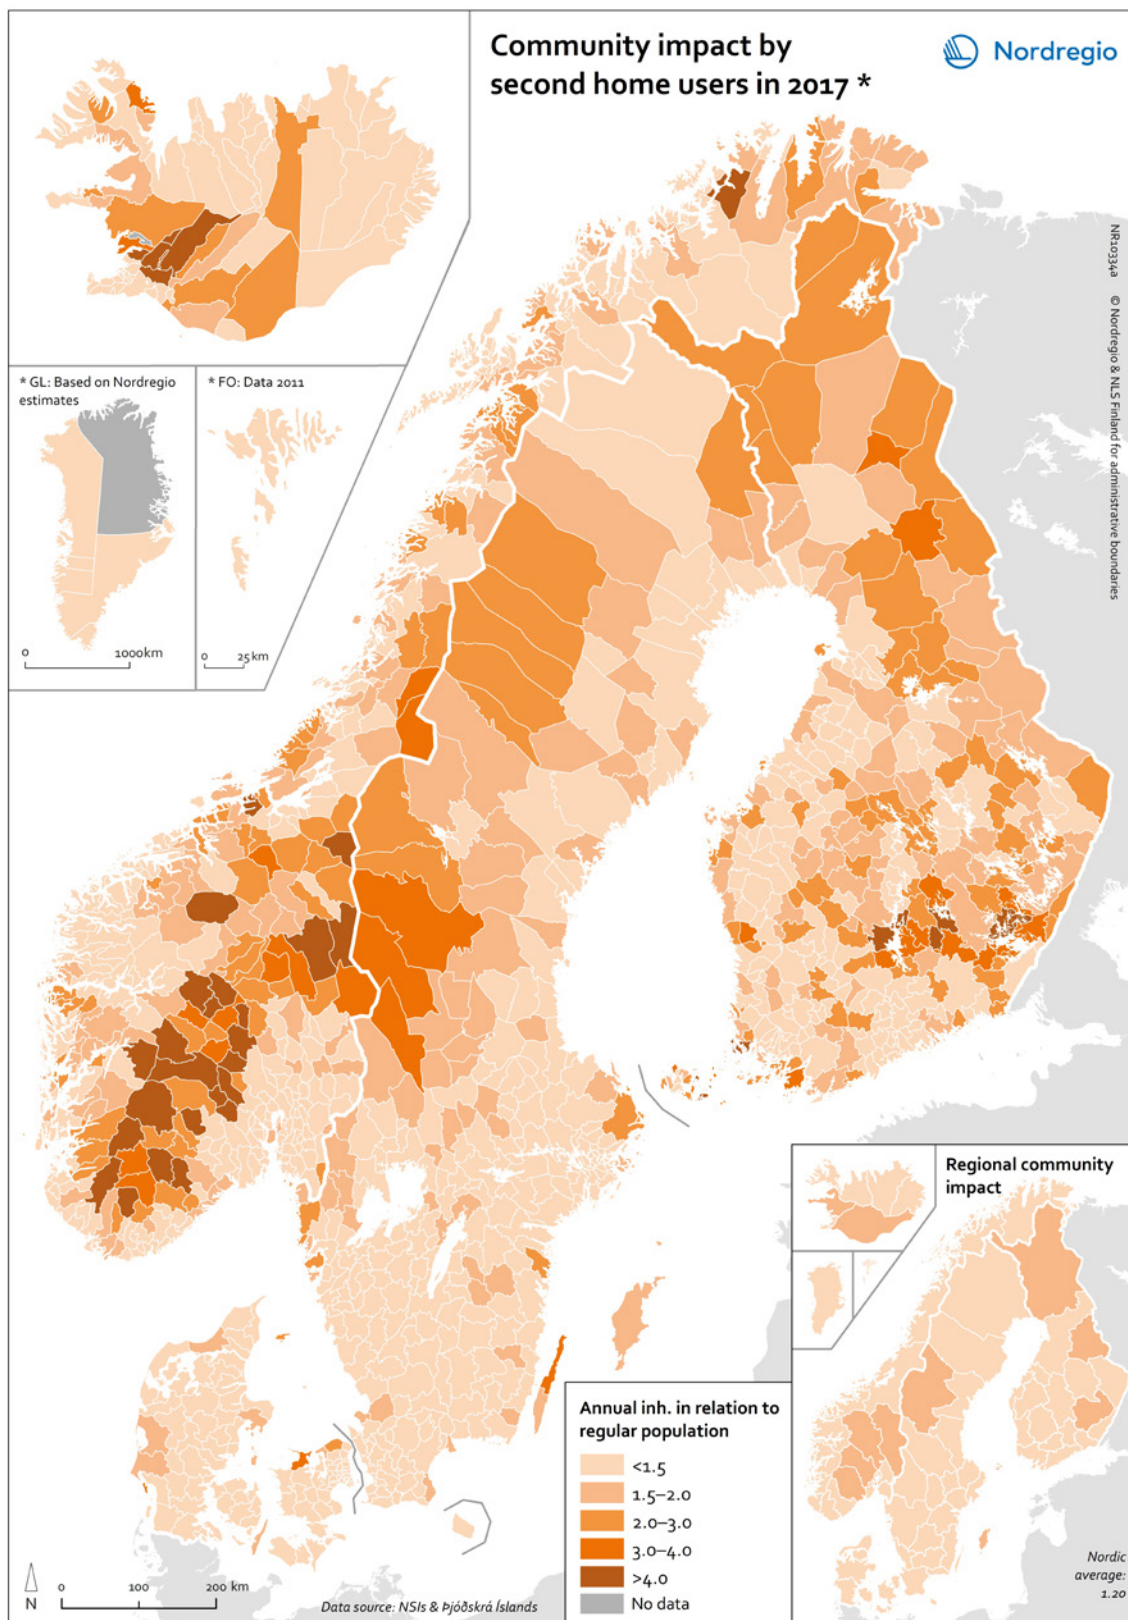 Community impact by
second home users in 2017 *
Nordregio
* GL: Based on Nordregio
estimates
* FO: Data 2011
0 1000km
0 25 km
NR10334a © Nordregio & NLS Finland for administrative boundaries
Regional community
impact
Annual inh. in relation to
regular population
<1.5
1.5–2.0
2.0–3.0
3.0–4.0
>4.0
No data
Nordic
average:
1.20
N
0 100 200 km
Data source: NSIs & Þjóðskrá Íslands